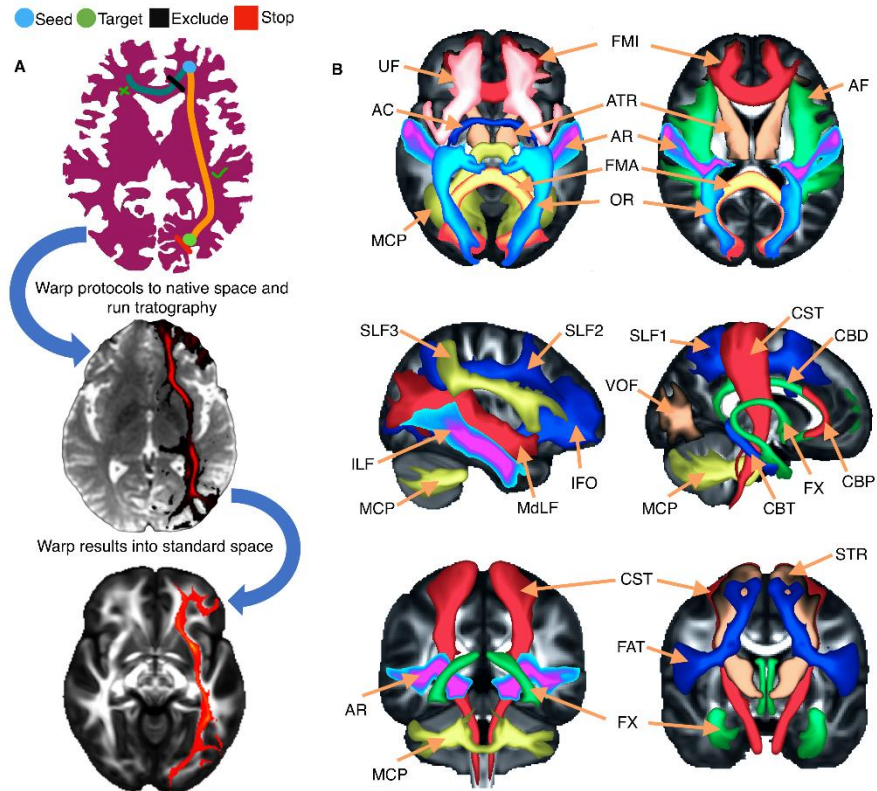 Seed Target Exclude Stop
A
Warp protocols to native space and
run tratography
Warp results into standard space
B
UF
FMI
AC
ATR
AF
AR
FMA
OR
MCP
SLF3
SLF2
ILF
MCP
MdLF
IFO
SLF1
CST
CBD
VOF
MCP
CBT
FX
CBP
CST
AR
FX
MCP
STR
FAT